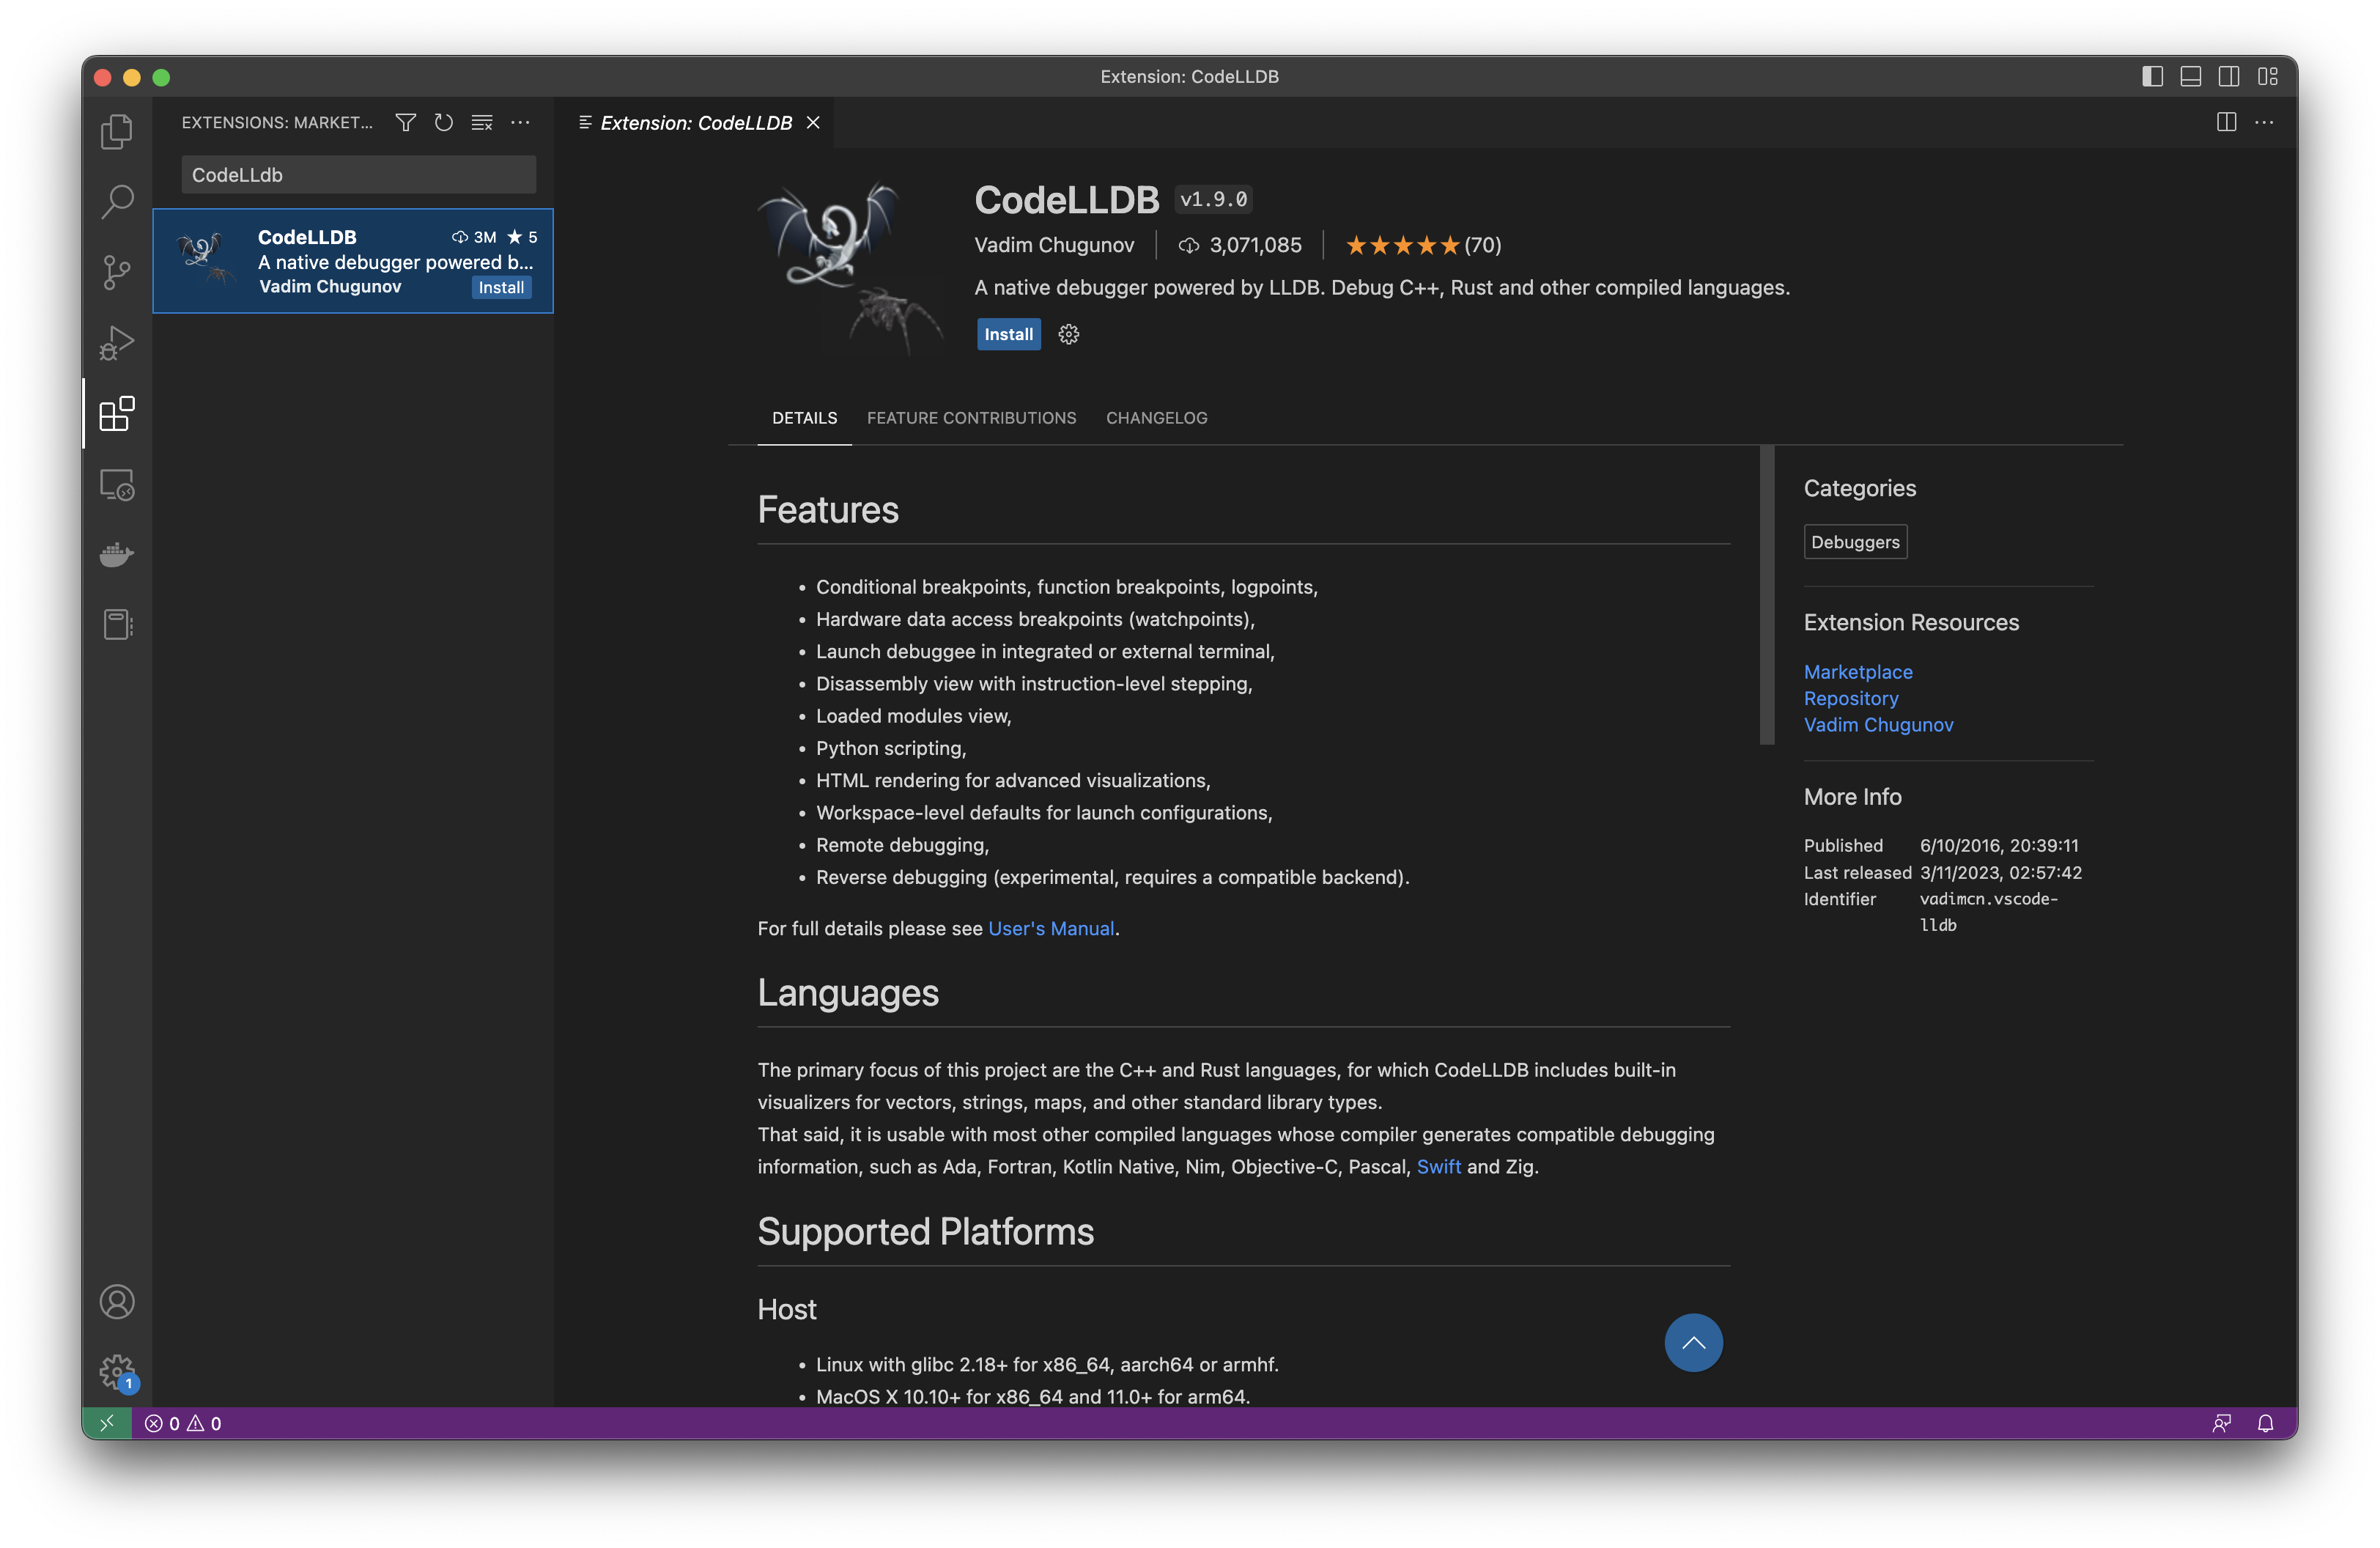 Extension: CodeLLDB
EXTENSIONS: MARKET...
CodeLLdb
CodeLLDB 3M ★ 5
A native debugger powered b...
Vadim Chugunov
Install
Extension: CodeLLDB
CodeLLDB v1.9.0
Vadim Chugunov 3,071,085 ★★★★★(70)
A native debugger powered by LLDB. Debug C++, Rust and other compiled languages.
Install
DETAILS FEATURE CONTRIBUTIONS CHANGELOG
Features
• Conditional breakpoints, function breakpoints, logpoints,
• Hardware data access breakpoints (watchpoints),
• Launch debuggee in integrated or external terminal,
• Disassembly view with instruction-level stepping,
• Loaded modules view,
• Python scripting,
• HTML rendering for advanced visualizations,
• Workspace-level defaults for launch configurations,
• Remote debugging,
• Reverse debugging (experimental, requires a compatible backend).
For full details please see User's Manual.
Languages
The primary focus of this project are the C++ and Rust languages, for which CodeLLDB includes built-in
visualizers for vectors, strings, maps, and other standard library types.
That said, it is usable with most other compiled languages whose compiler generates compatible debugging
information, such as Ada, Fortran, Kotlin Native, Nim, Objective-C, Pascal, Swift and Zig.
Supported Platforms
Host
• Linux with glibc 2.18+ for x86_64, aarch64 or armhf.
• MacOS X 10.10+ for x86_64 and 11.0+ for arm64.
Categories
Debuggers
Extension Resources
Marketplace
Repository
Vadim Chugunov
More Info
Published 6/10/2016, 20:39:11
Last released 3/11/2023, 02:57:42
Identifier vadimcn.vscode-
lldb
1
0 0